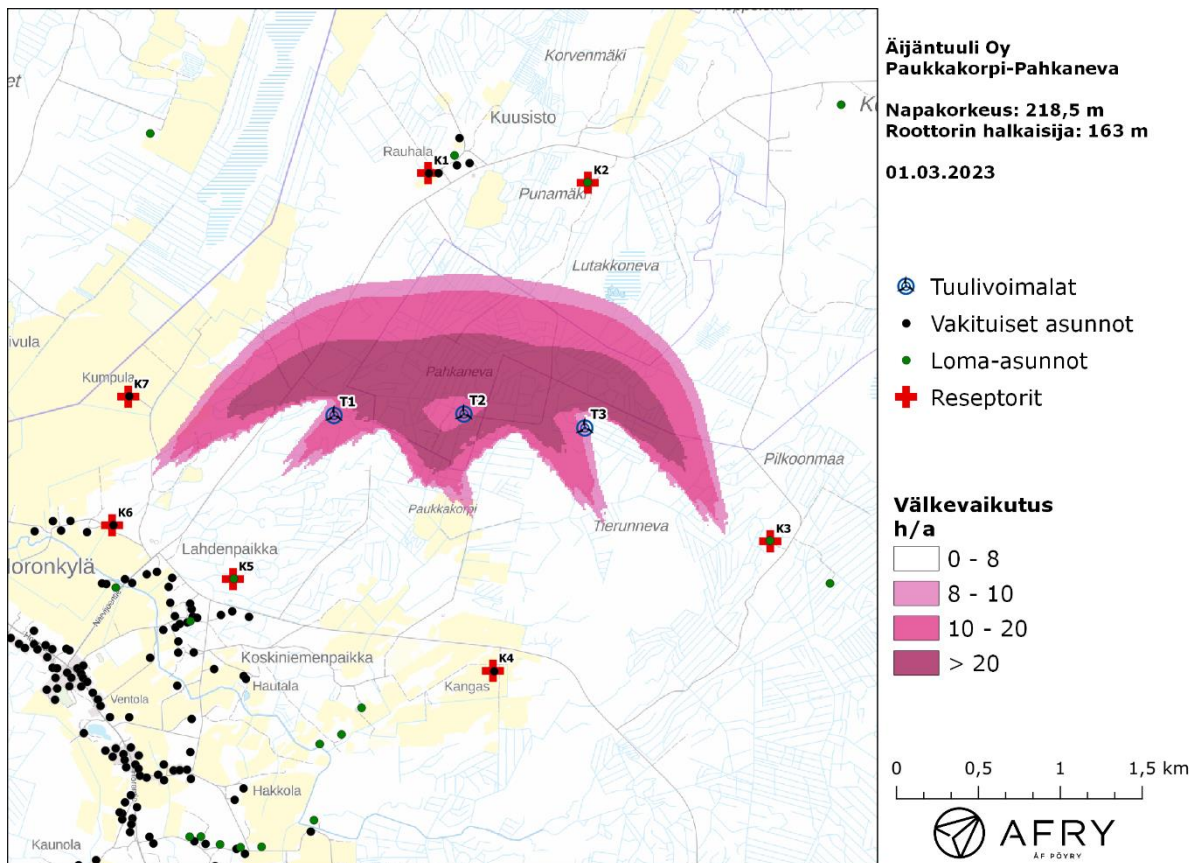 Äijäntuuli Oy
Paukkakorpi-Pahkaneva
Napakorkeus: 218,5 m
Roottorin halkaisija: 163 m
01.03.2023
Tuulivoimalat
Vakituiset asunnot
Loma-asunnot
Reseptorit
Välkevaikutus
h/a
0 - 8
8 - 10
10 - 20
> 20
0 0,5 1 1,5 km
AFRY
ÅF PÖYRY
Korvenmäki
Kuusisto
Rauhala
K1
K2
Punamäki
Lutakkoneva
ivula
Kumpula
K7
Pahkaneva
T1
T2
T3
Pilkoonmaa
Paukkakorpi
Tierunneva
K6
K3
Lahdenpaikka
oronkylä
K5
Koskiniemenpaikka
Hautala
K4
Kangas
Ventola
Hakkola
Kaunola